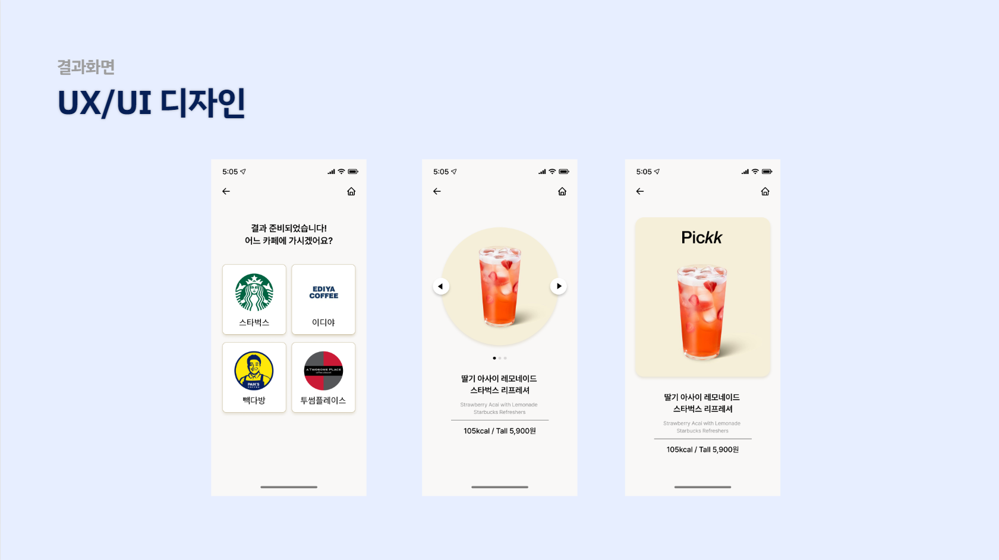 결과화면
UX/UI 디자인
5:05
결과 준비되었습니다!
어느 카페에 가시겠어요?
스타벅스
EDIYA
COFFEE
이디야
PAIK'S
COFFEE
빽다방
A TWOSOME PLACE
coffee & dessert
투썸플레이스
5:05
딸기 아사이 레모네이드
스타벅스 리프레셔
Strawberry Acai with Lemonade
Starbucks Refreshers
105kcal / Tall 5,900원
5:05
Pickk
딸기 아사이 레모네이드
스타벅스 리프레셔
Strawberry Acai with Lemonade
Starbucks Refreshers
105kcal / Tall 5,900원